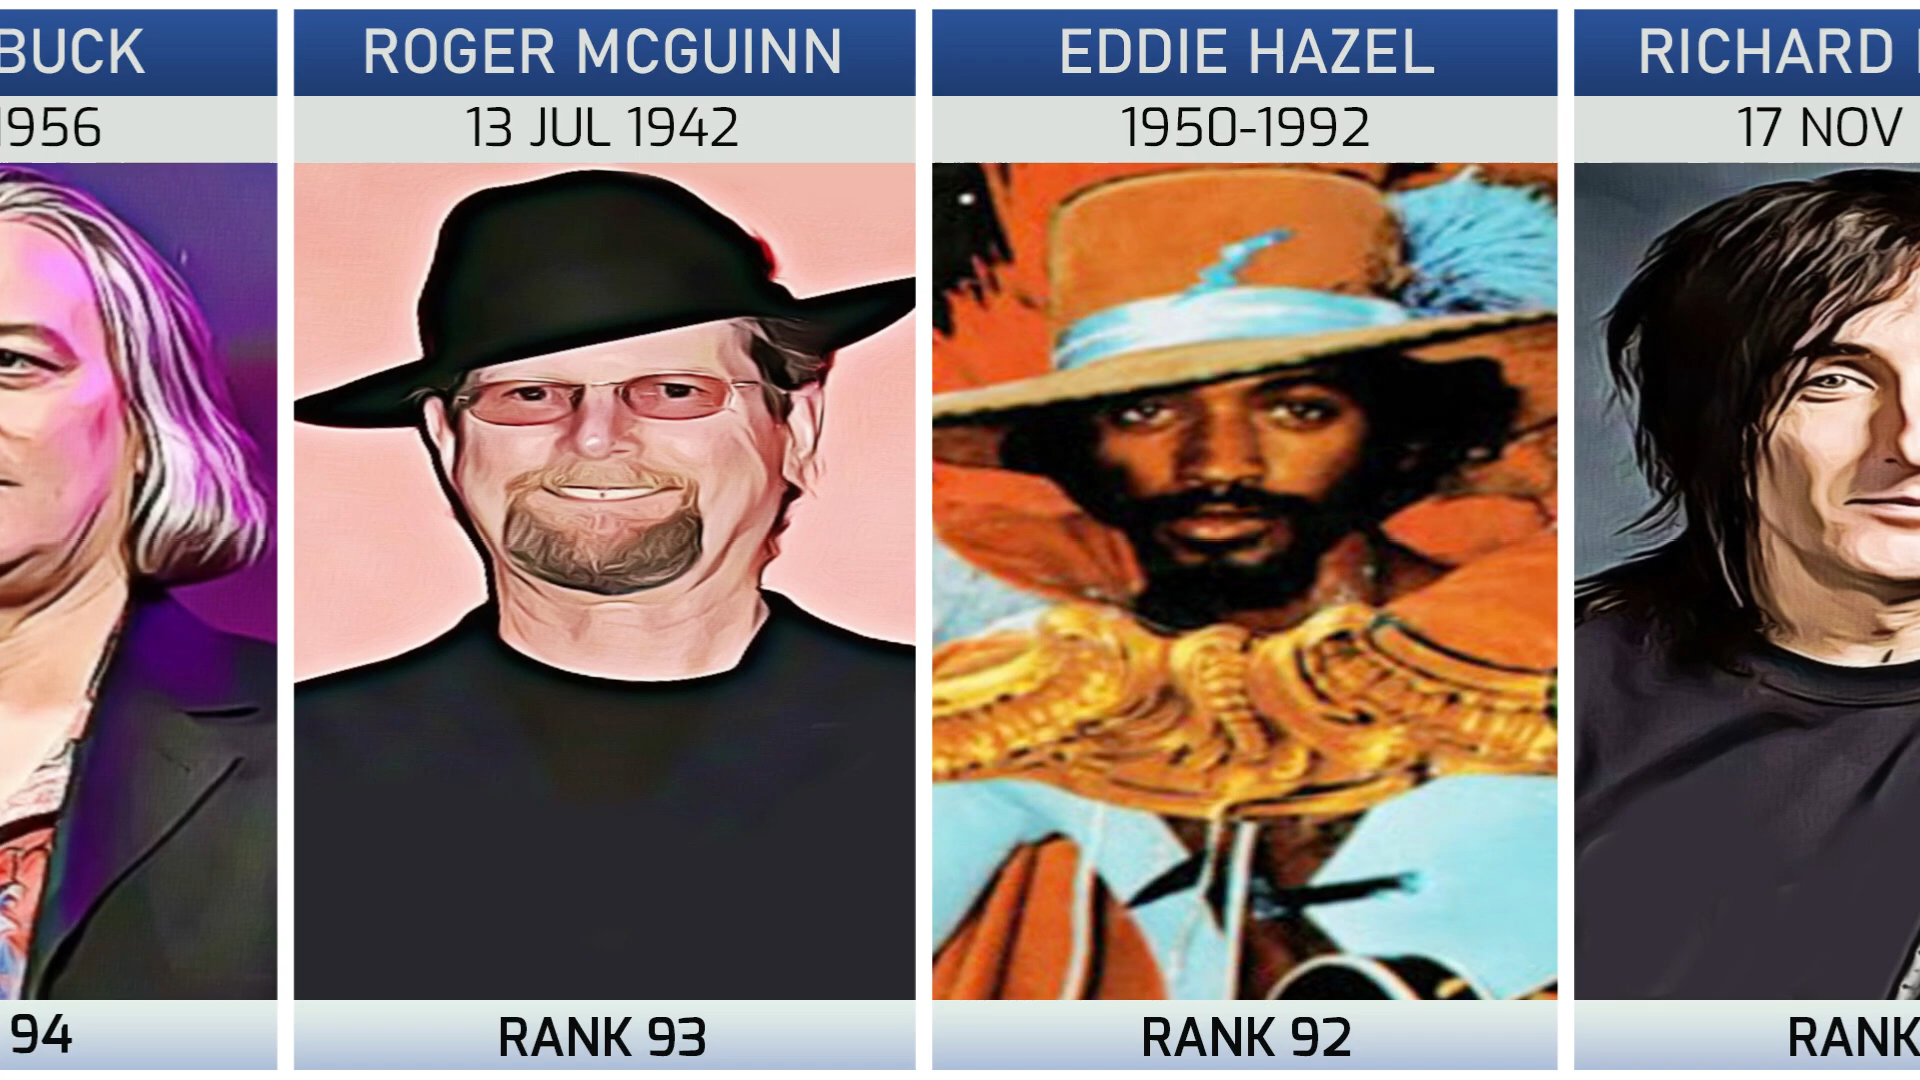 BUCK
1956
94
ROGER MCGUINN
13 JUL 1942
RANK 93
EDDIE HAZEL
1950-1992
RANK 92
RICHARD
17 NOV
RANK